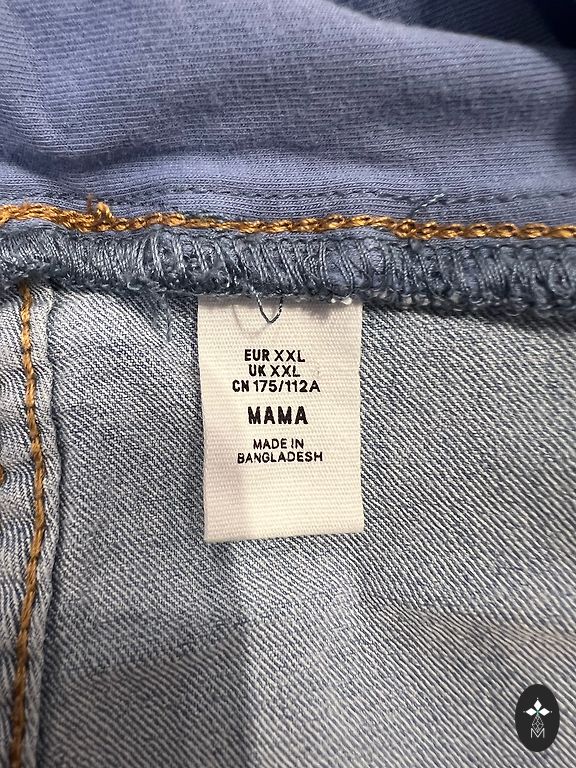 EUR XXL
UK XXL
CN 175/112A
MAMA
MADE IN
BANGLADESH
M